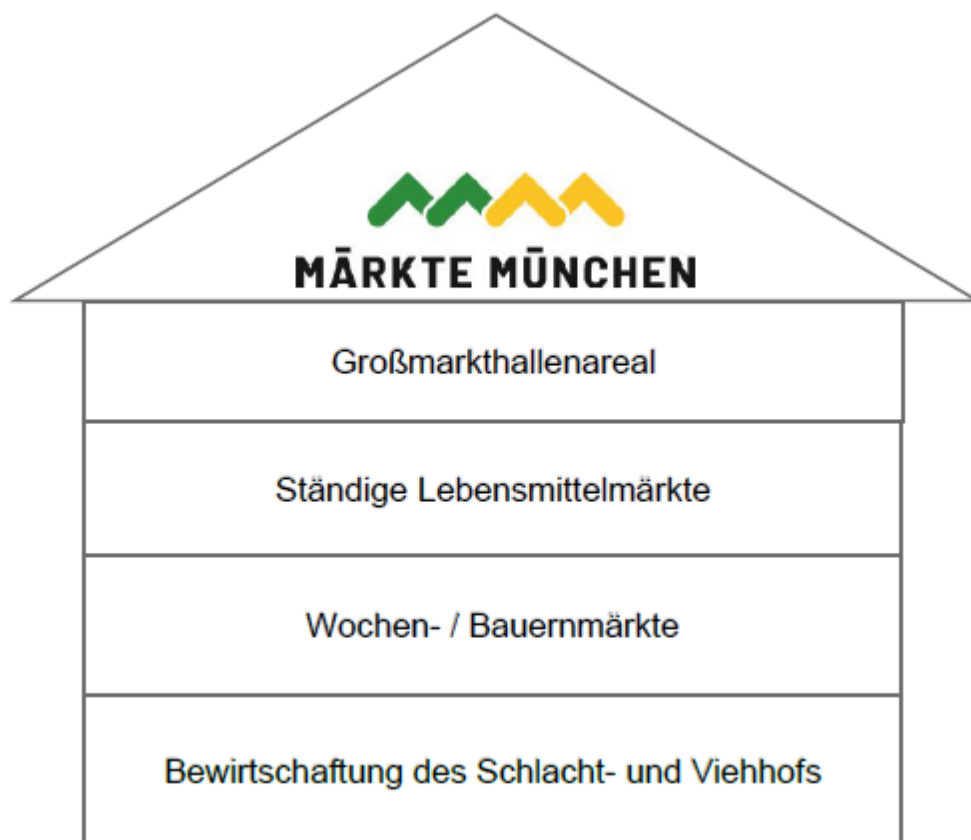 MÄRKTE MÜNCHEN
Großmarkthallenareal
Ständige Lebensmittelmärkte
Wochen- / Bauernmärkte
Bewirtschaftung des Schlacht- und Viehhofs